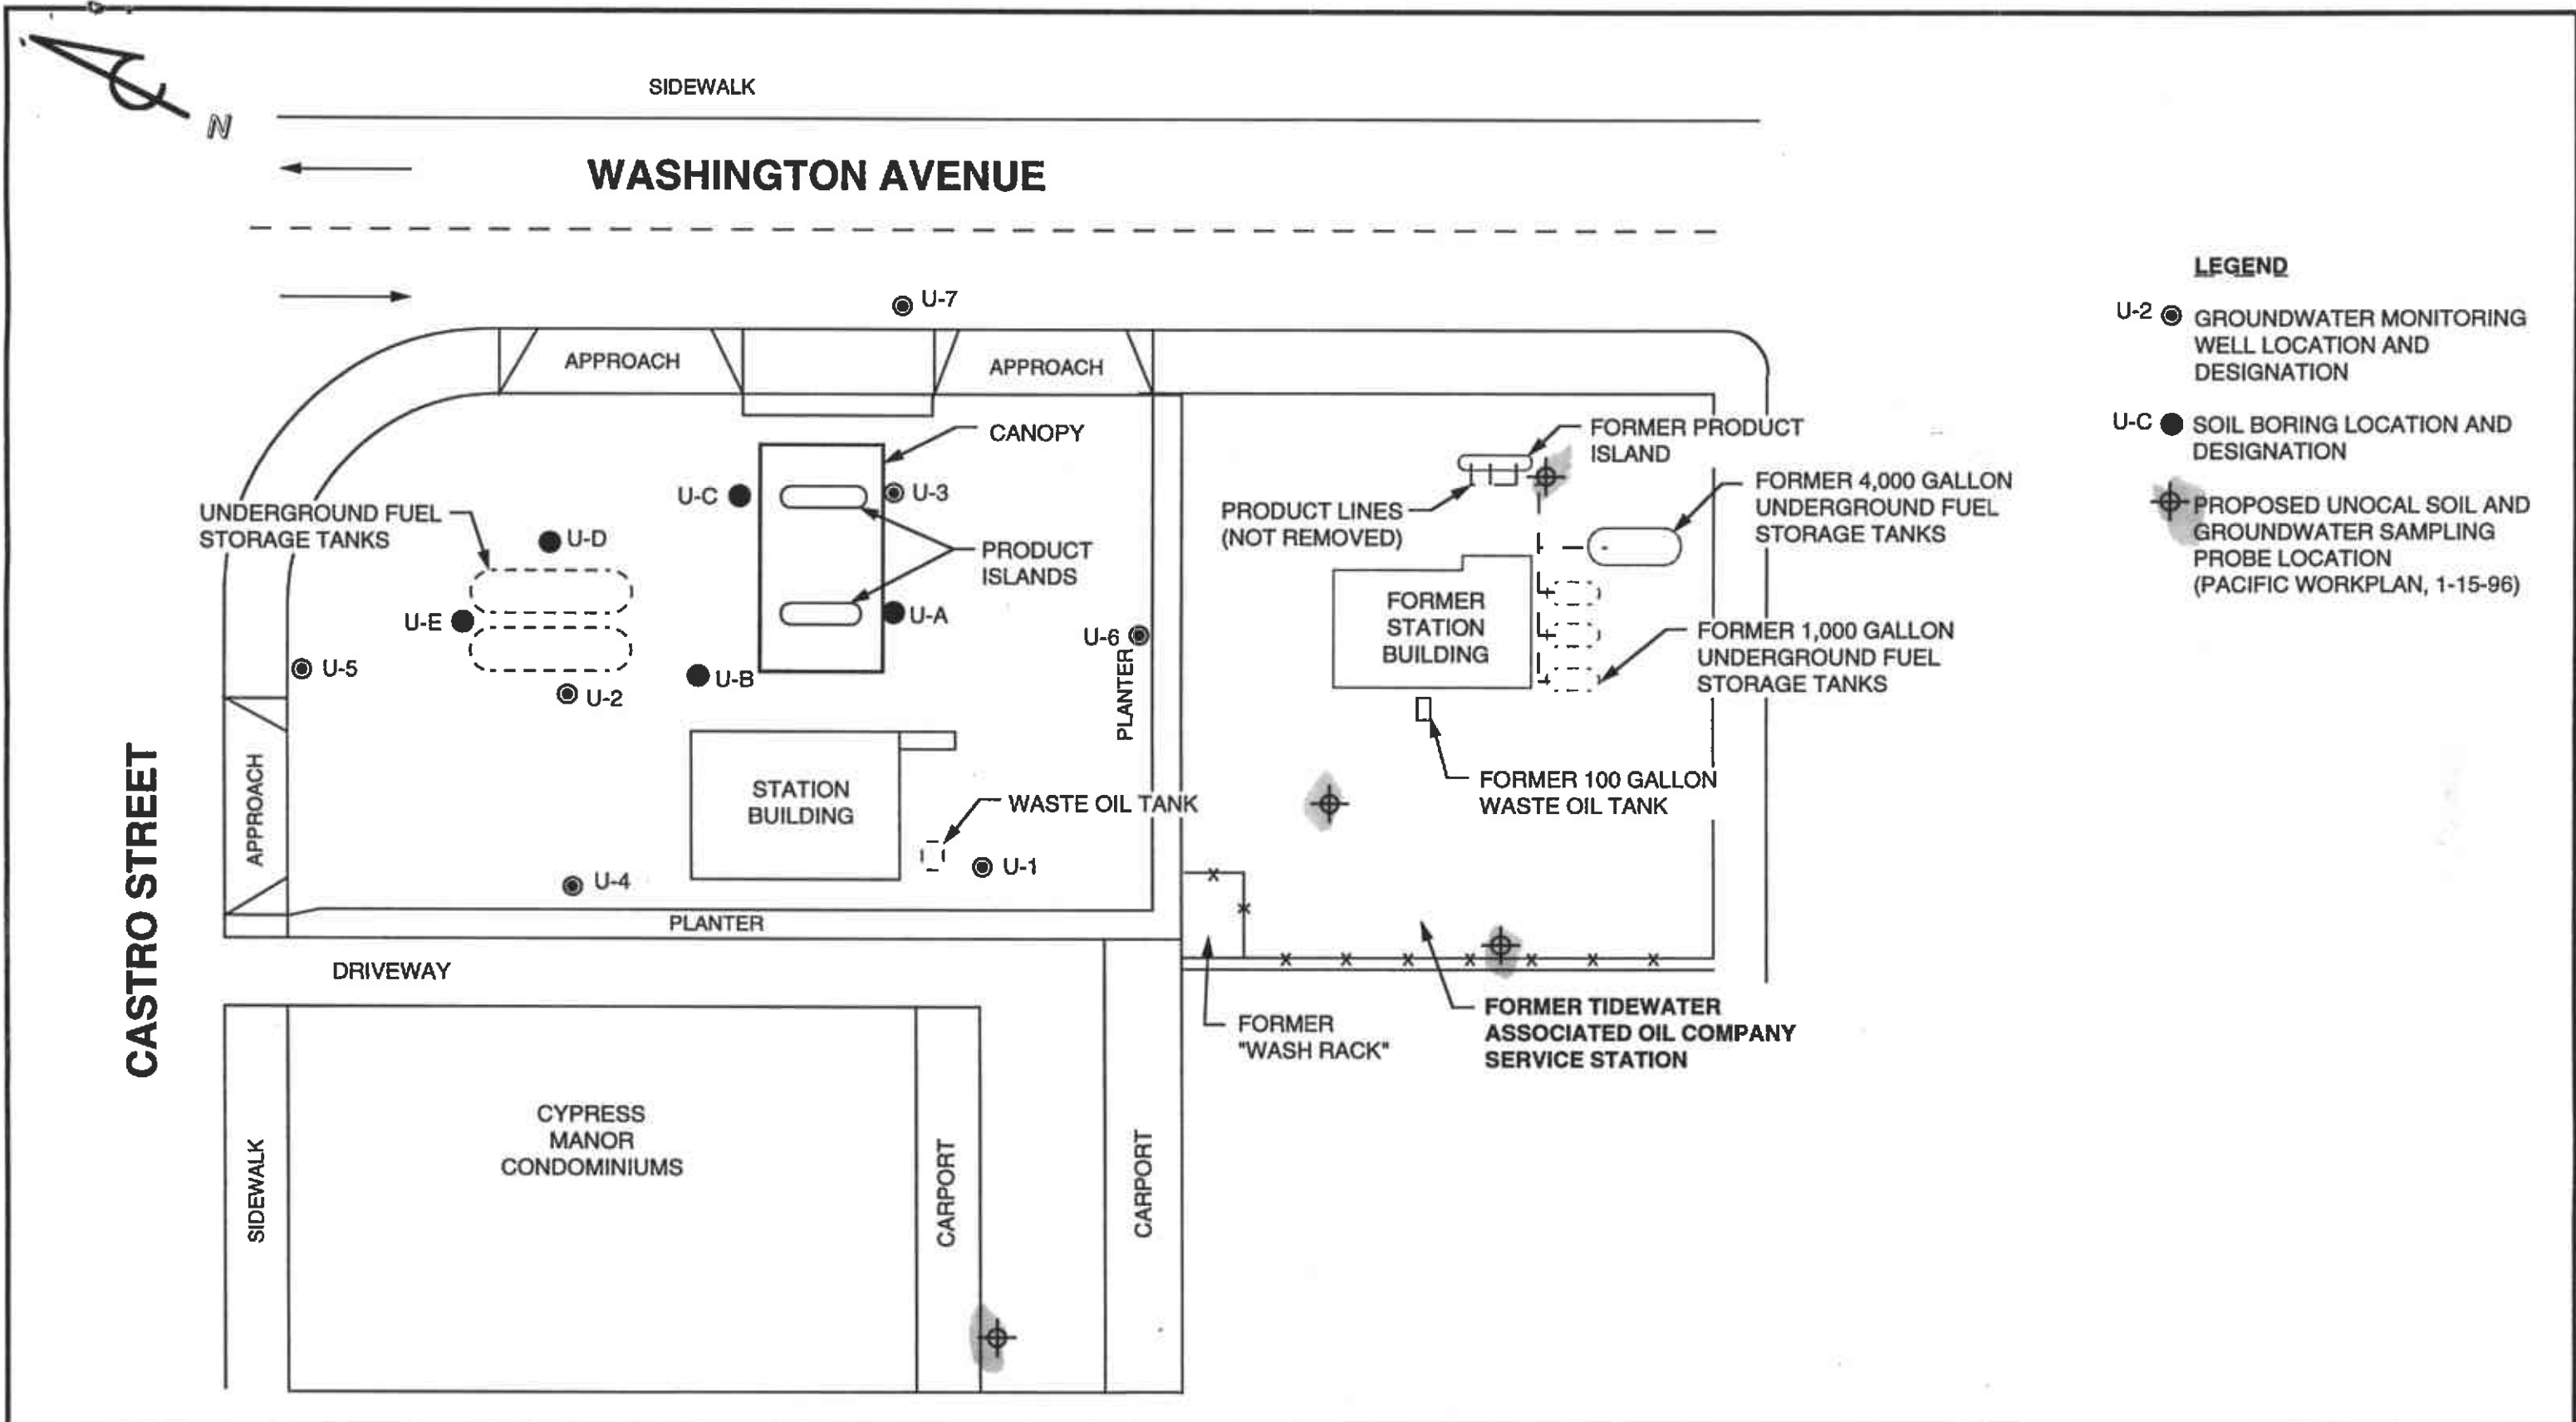 N
SIDEWALK
WASHINGTON AVENUE
U-7
APPROACH
APPROACH
CANOPY
U-C
U-3
UNDERGROUND FUEL
STORAGE TANKS
U-D
PRODUCT
ISLANDS
U-E
U-A
U-6
U-5
U-2
U-B
PLANTER
STATION
BUILDING
WASTE OIL TANK
APPROACH
U-1
U-4
PLANTER
CASTRO STREET
DRIVEWAY
FORMER PRODUCT
ISLAND
PRODUCT LINES
(NOT REMOVED)
FORMER 4,000 GALLON
UNDERGROUND FUEL
STORAGE TANKS
FORMER
STATION
BUILDING
FORMER 1,000 GALLON
UNDERGROUND FUEL
STORAGE TANKS
FORMER 100 GALLON
WASTE OIL TANK
x
x
x
x
x
x
x
x
x
FORMER
"WASH RACK"
FORMER TIDEWATER
ASSOCIATED OIL COMPANY
SERVICE STATION
CYPRESS
MANOR
CONDOMINIUMS
SIDEWALK
CARPORT
CARPORT
LEGEND
U-2 GROUNDWATER MONITORING
WELL LOCATION AND
DESIGNATION
U-C SOIL BORING LOCATION AND
DESIGNATION
PROPOSED UNOCAL SOIL AND
GROUNDWATER SAMPLING
PROBE LOCATION
(PACIFIC WORKPLAN, 1-15-96)